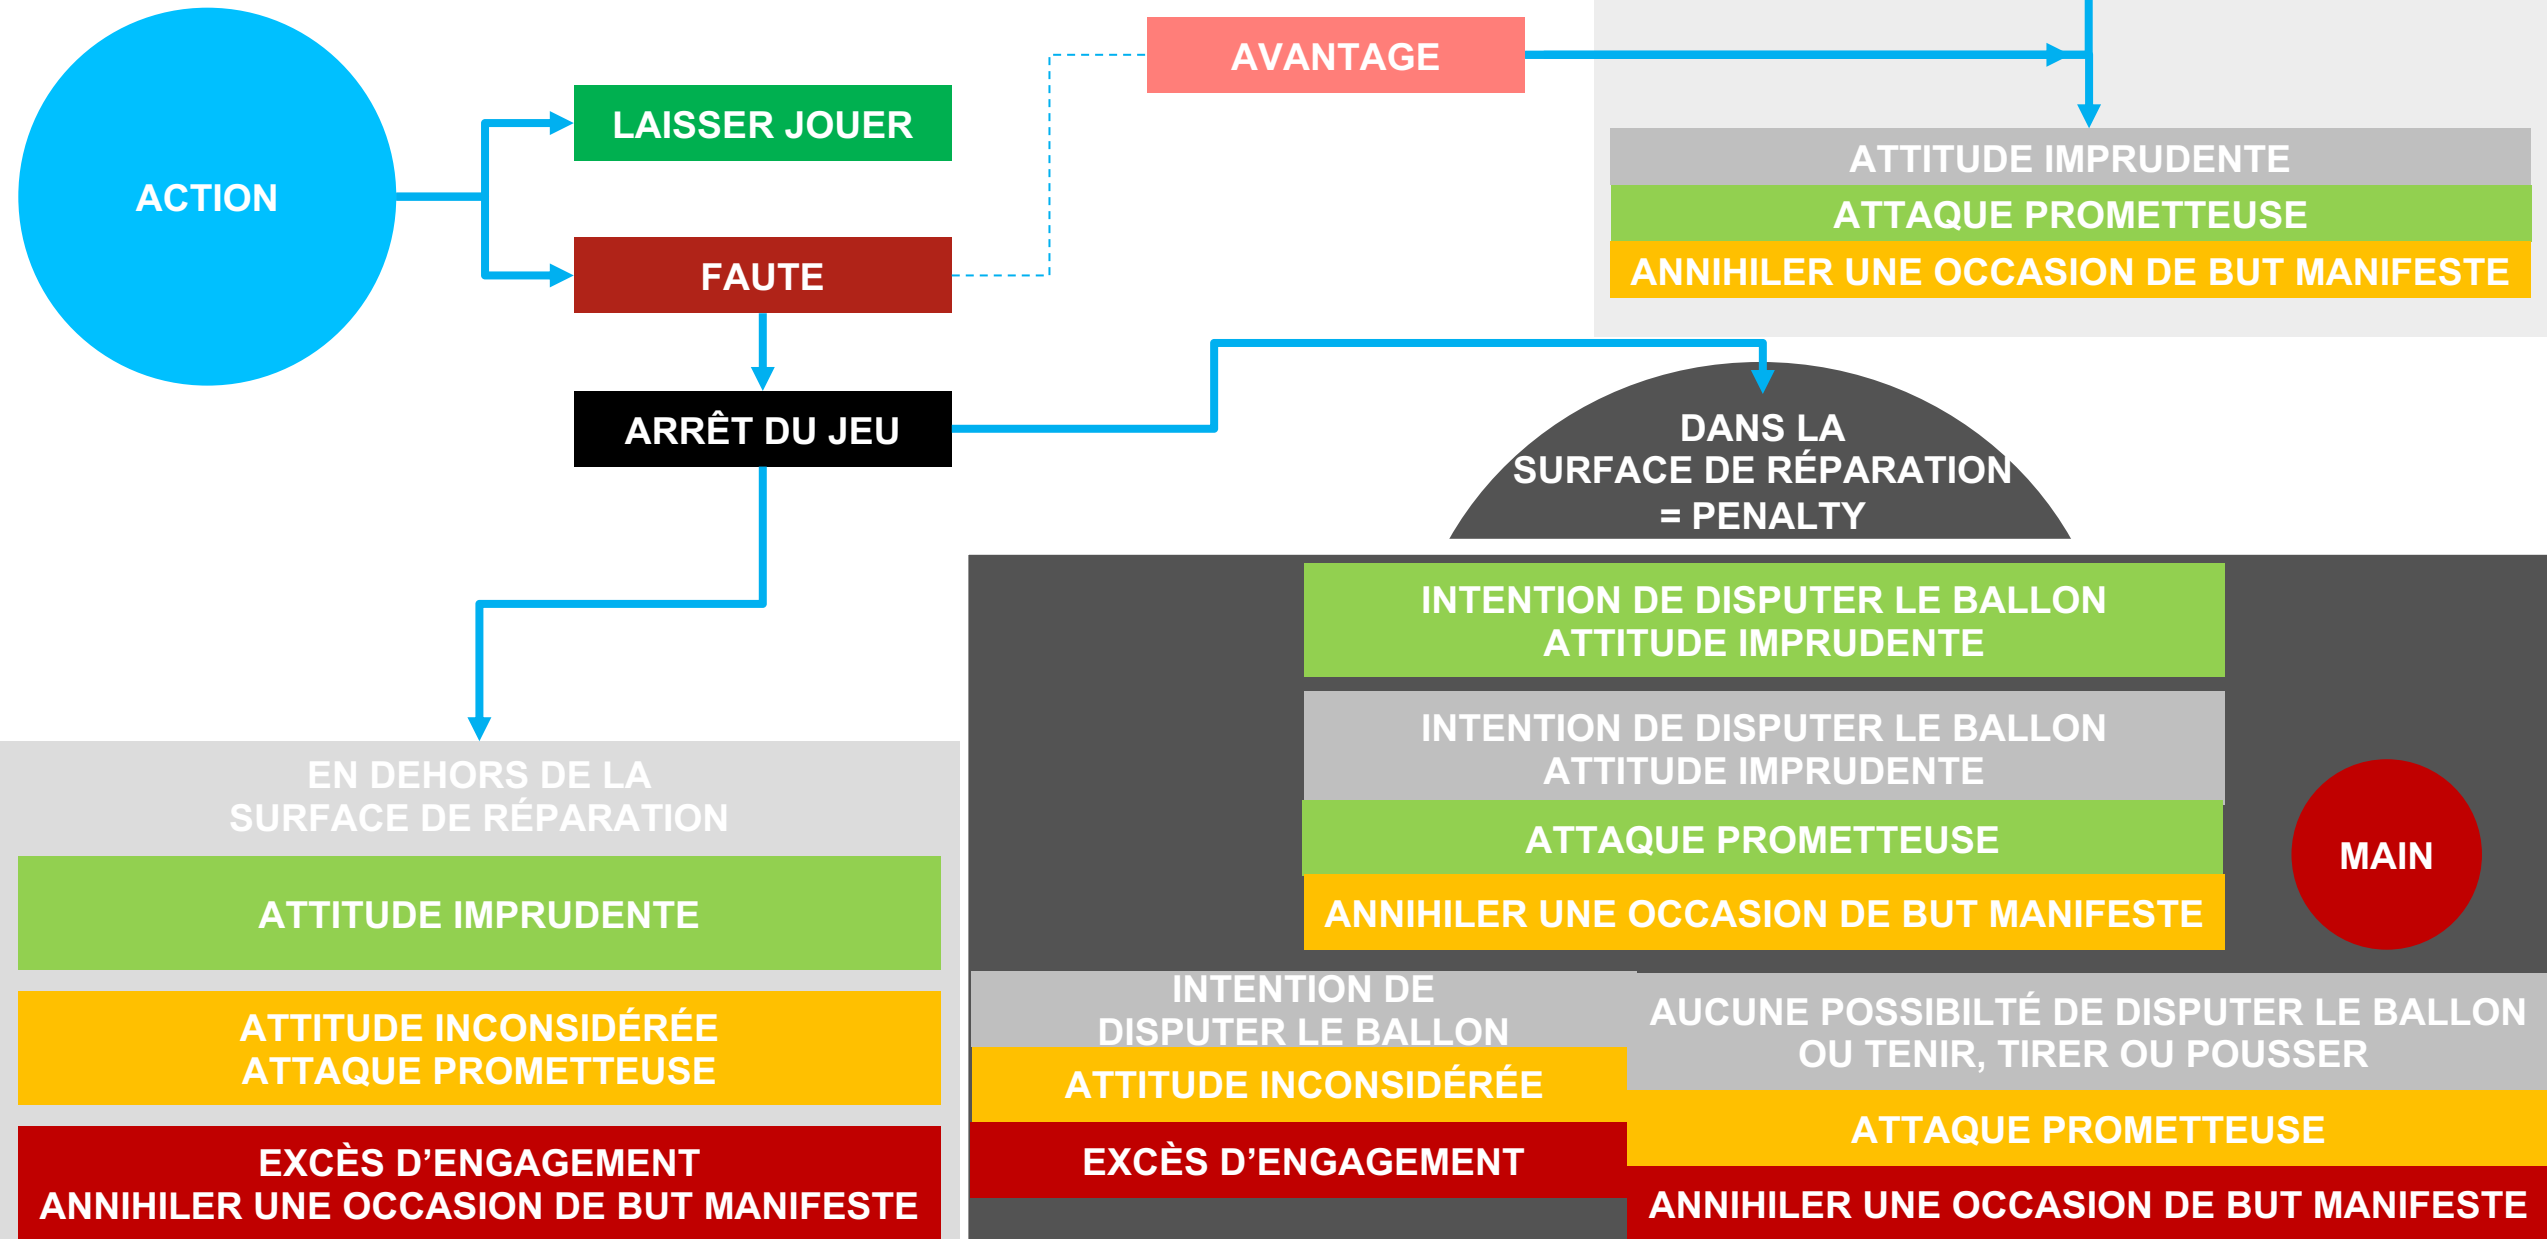 ACTION
LAISSER JOUER
FAUTE
ARRÊT DU JEU
AVANTAGE
ATTITUDE IMPRUDENTE
ATTAQUE PROMETTEUSE
ANNIHILER UNE OCCASION DE BUT MANIFESTE
DANS LA
SURFACE DE RÉPARATION
= PENALTY
INTENTION DE DISPUTER LE BALLON
ATTITUDE IMPRUDENTE
INTENTION DE DISPUTER LE BALLON
ATTITUDE IMPRUDENTE
ATTAQUE PROMETTEUSE
ANNIHILER UNE OCCASION DE BUT MANIFESTE
MAIN
EN DEHORS DE LA
SURFACE DE RÉPARATION
ATTITUDE IMPRUDENTE
ATTITUDE INCONSIDÉRÉE
ATTAQUE PROMETTEUSE
EXCÈS D’ENGAGEMENT
ANNIHILER UNE OCCASION DE BUT MANIFESTE
INTENTION DE
DISPUTER LE BALLON
ATTITUDE INCONSIDÉRÉE
EXCÈS D’ENGAGEMENT
AUCUNE POSSIBILTÉ DE DISPUTER LE BALLON
OU TENIR, TIRER OU POUSSER
ATTAQUE PROMETTEUSE
ANNIHILER UNE OCCASION DE BUT MANIFESTE